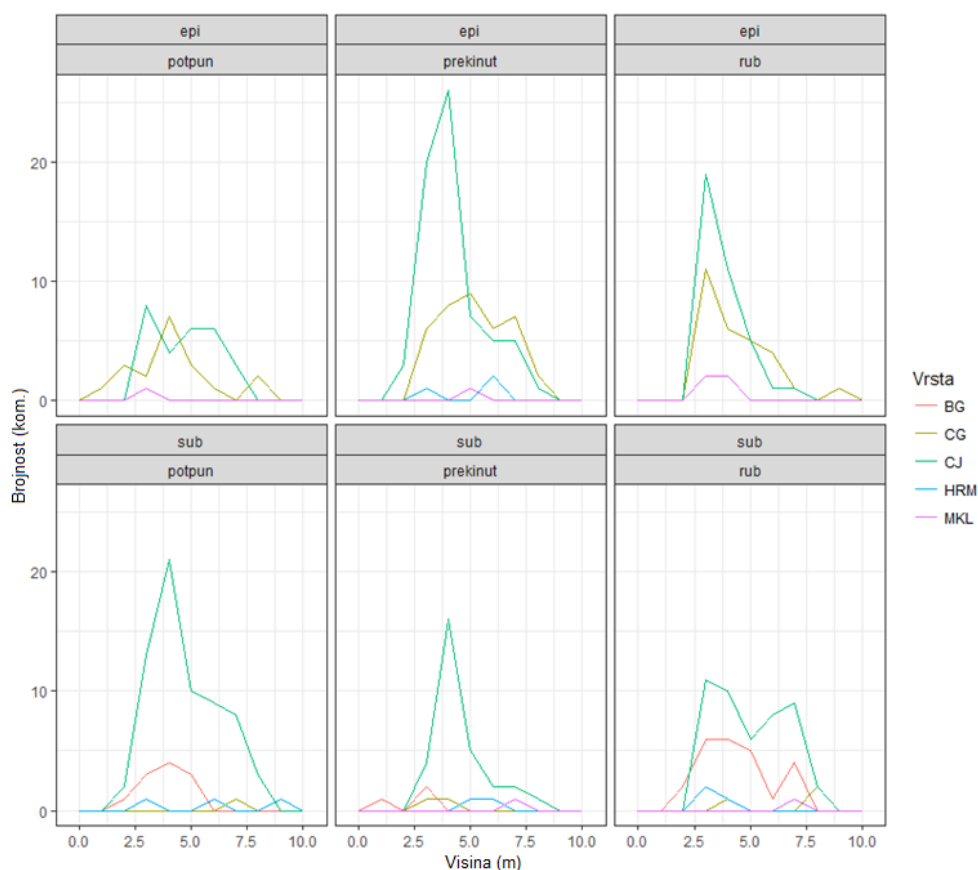 epi
epi
epi
potpun
prekinut
rub
20
10
0
sub
sub
sub
potpun
prekinut
rub
20
10
0
0.0 2.5 5.0 7.5 10.0
0.0 2.5 5.0 7.5 10.0
0.0 2.5 5.0 7.5 10.0
Visina (m)
Brojnost (kom.)
Vrsta
BG
CG
CJ
HRM
MKL